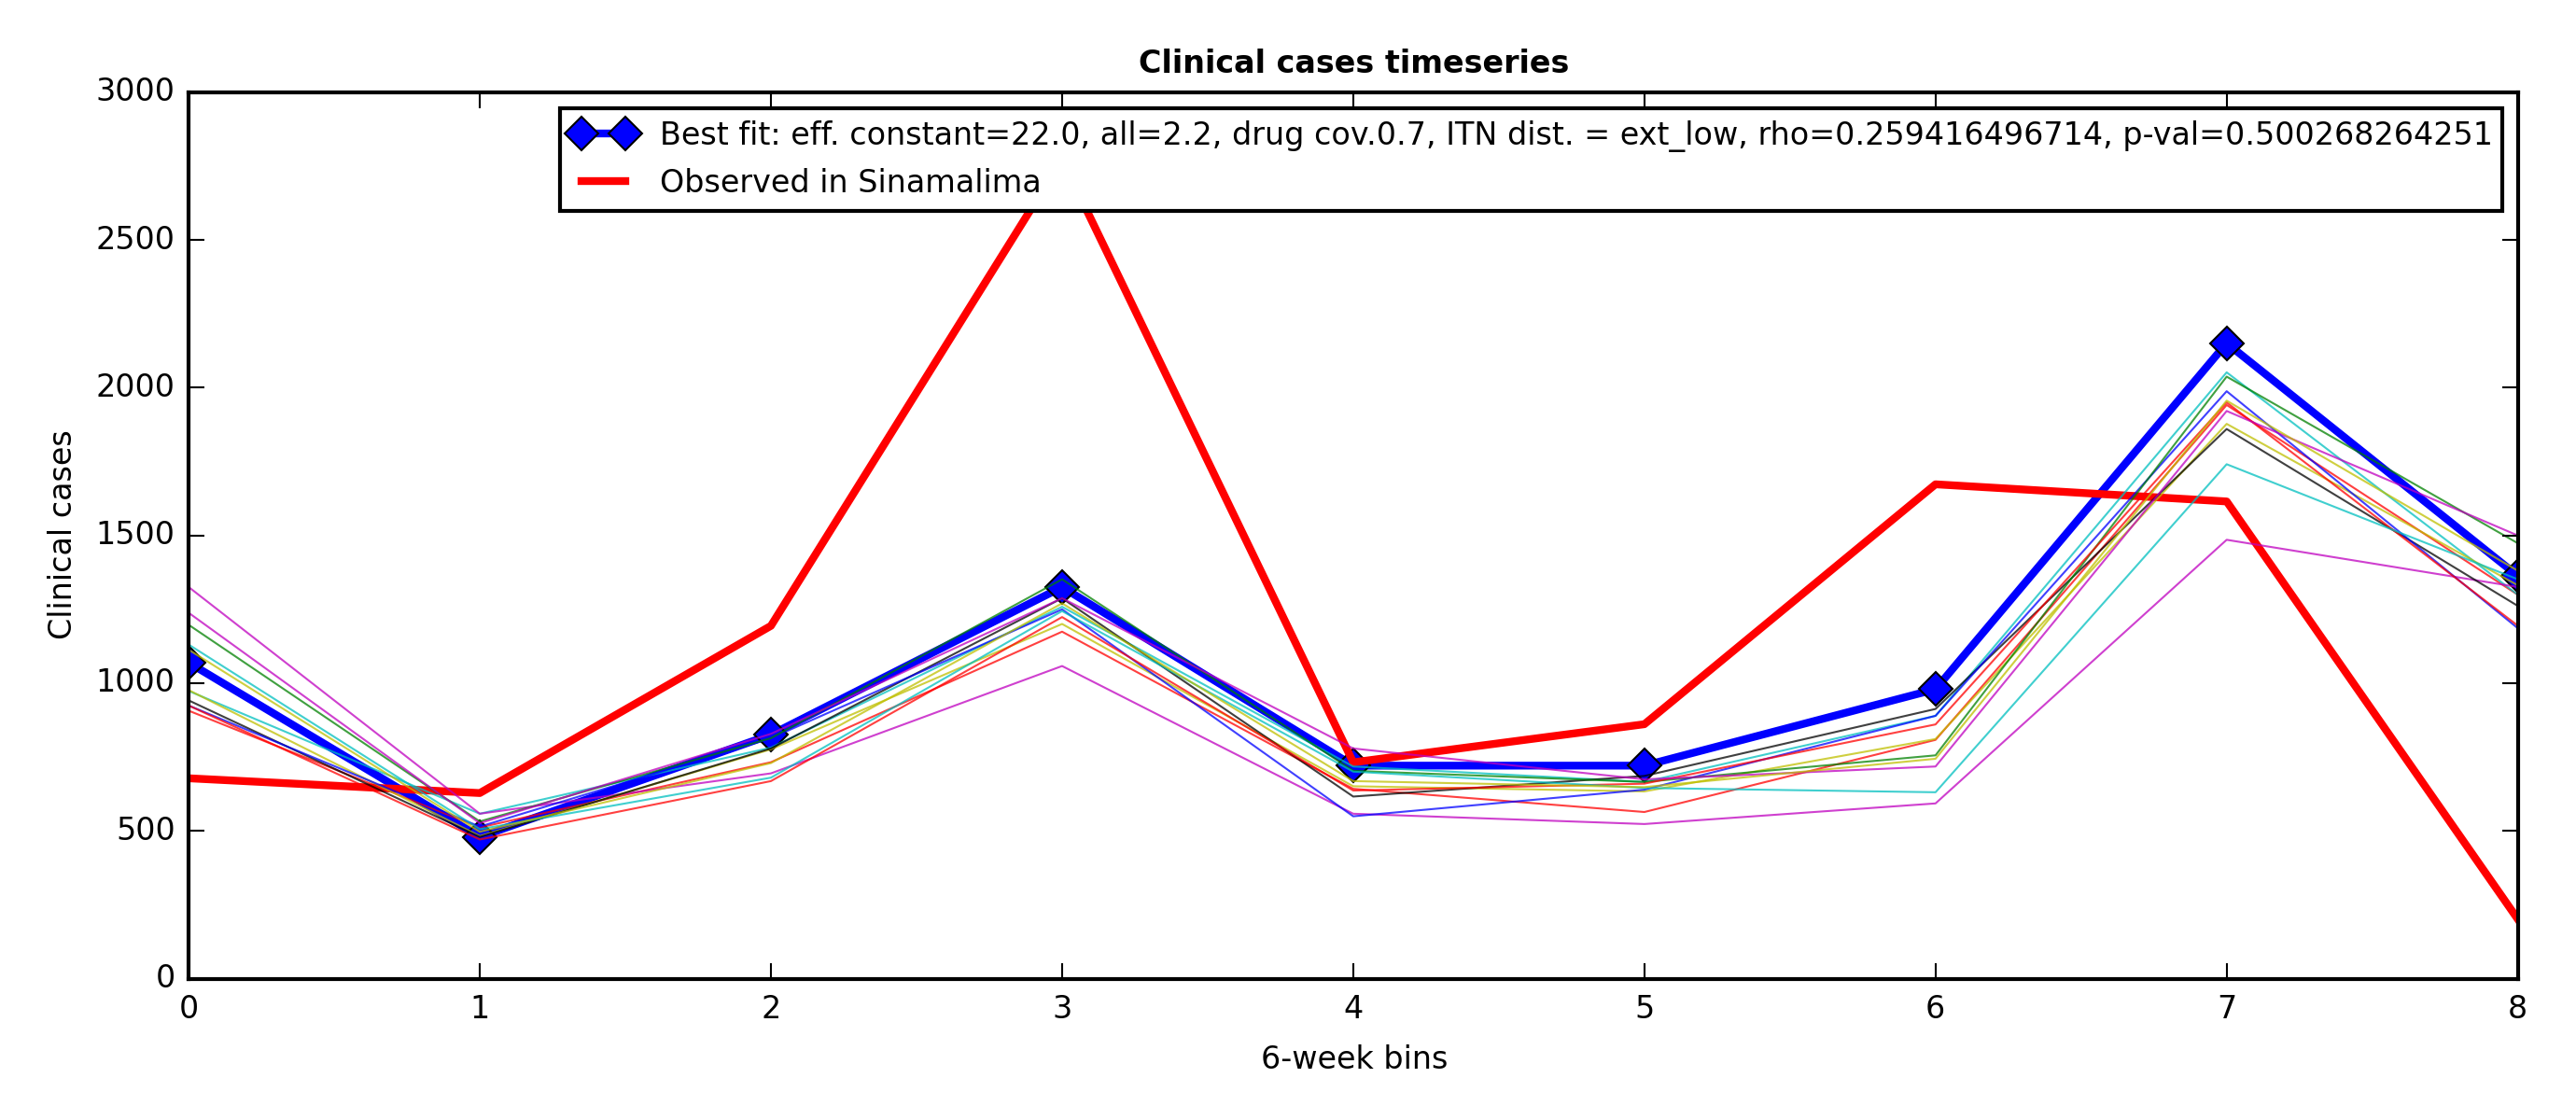 Clinical cases timeseries
3000
2500
2000
1500
1000
500
0
Clinical cases
Best fit: eff. constant=22.0, all=2.2, drug cov.0.7, ITN dist. = ext_low, rho=0.259416496714, p-val=0.500268264251
Observed in Sinamalima
0 1 2 3 4 5 6 7 8
6-week bins